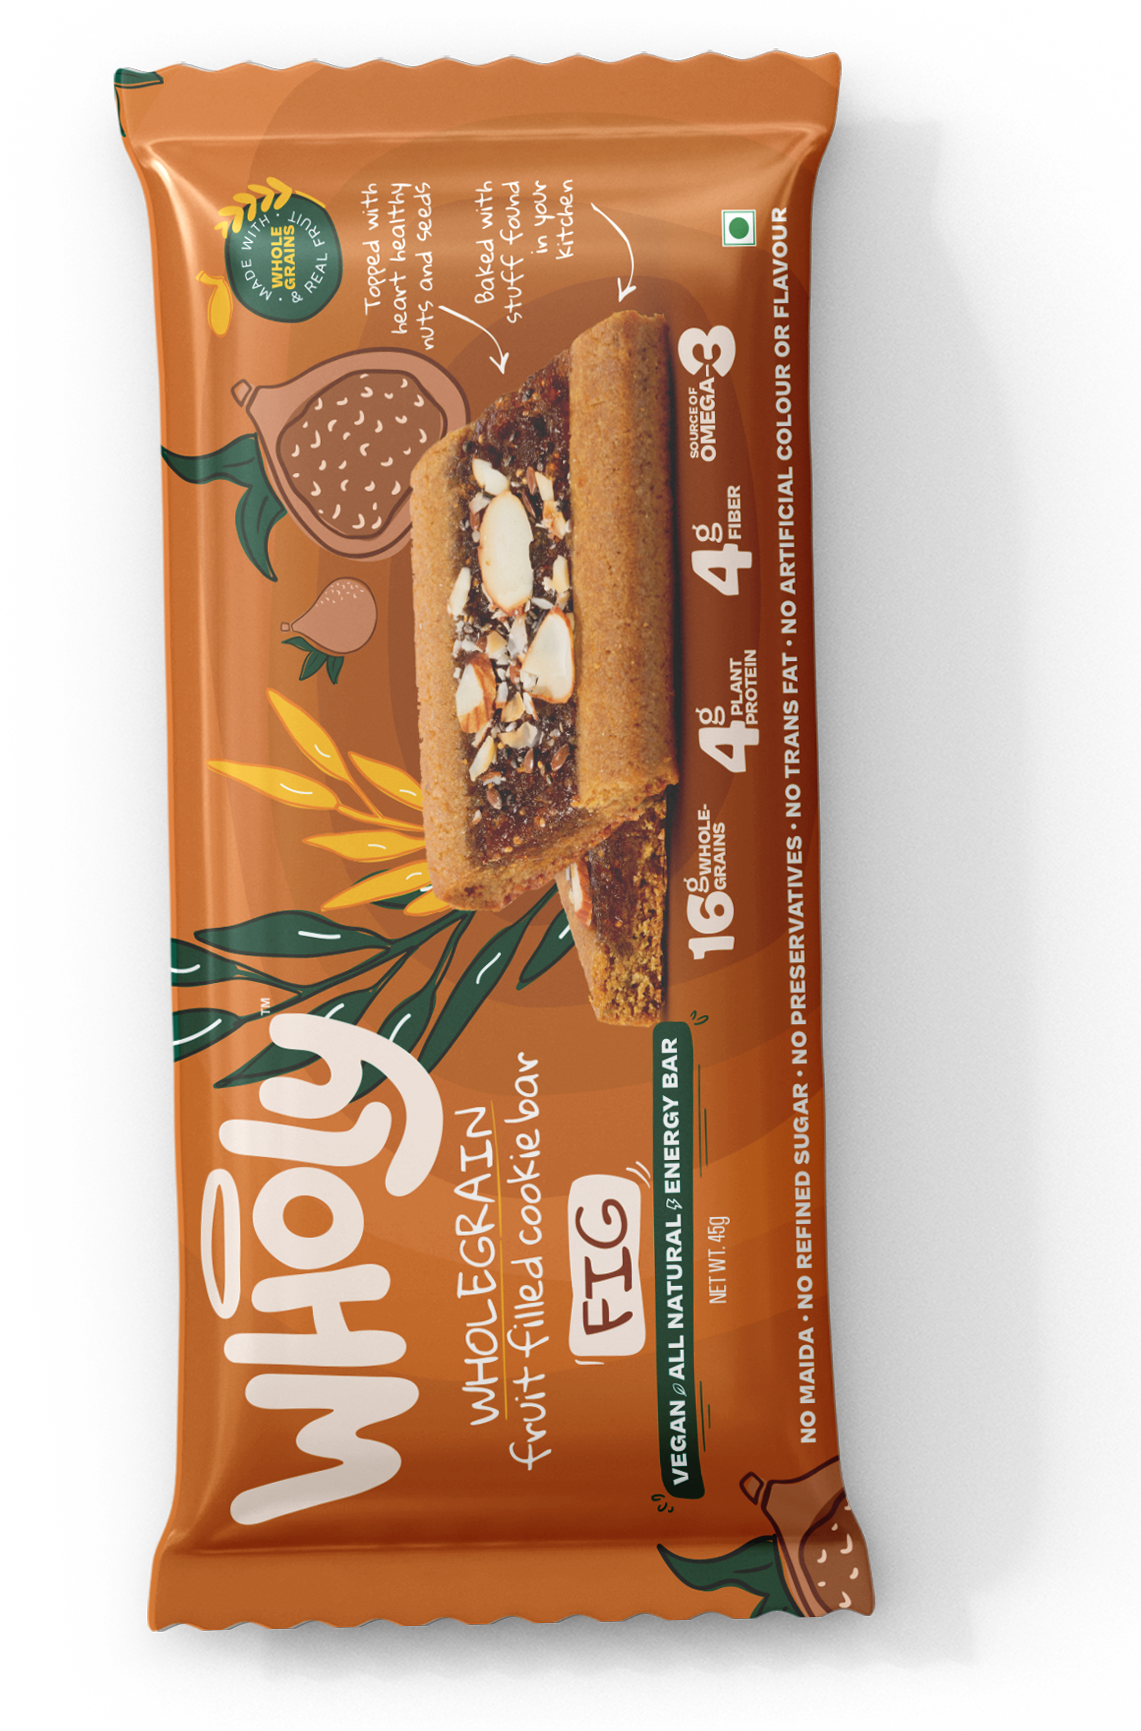 WHOLY™
WHOLEGRAIN
fruit filled cookie bar
FIG
VEGAN ALL NATURAL ENERGY BAR
NET WT. 45g
MADE WITH
WHOLE
GRAINS
& REAL FRUIT
Topped with
heart healthy
nuts and seeds
Baked with
stuff found
in your
kitchen
16g WHOLE-
GRAINS
4g PLANT
PROTEIN
4g FIBER
SOURCE OF
OMEGA-3
NO MAIDA • NO REFINED SUGAR • NO PRESERVATIVES • NO TRANS FAT • NO ARTIFICIAL COLOUR OR FLAVOUR